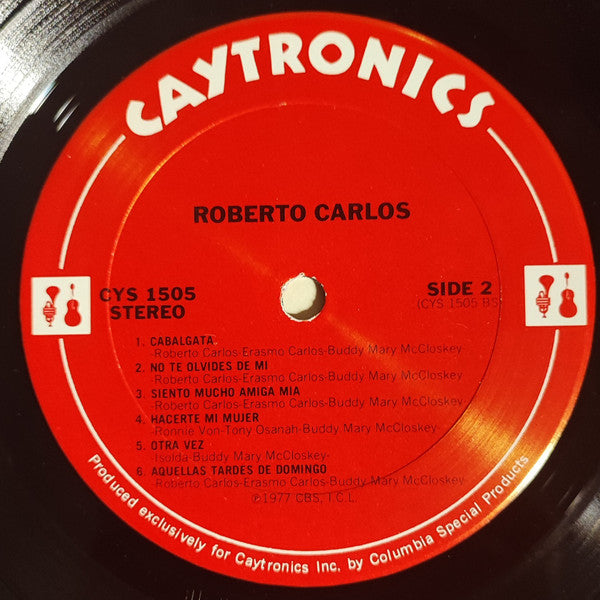 CAYTRONICS
ROBERTO CARLOS
CYS 1505
STEREO
SIDE 2
(CYS 1505 BS)
1. CABALGATA
-Roberto Carlos-Erasmo Carlos-Buddy Mary McCloskey-
2. NO TE OLVIDES DE MI
-Roberto Carlos-Erasmo Carlos-Buddy Mary McCloskey-
3. SIENTO MUCHO AMIGA MIA
-Roberto Carlos-Erasmo Carlos-Buddy Mary McCloskey-
4. HACERTE MI MUJER
-Ronnie Von-Tony Osanah-Buddy Mary McCloskey-
5. OTRA VEZ
-Isolda-Buddy Mary McCloskey-
6. AQUELLAS TARDES DE DOMINGO
-Roberto Carlos-Erasmo Carlos-Buddy Mary McCloskey-
℗1977 CBS, I.C.I.
Produced exclusively for Caytronics Inc. by Columbia Special Products